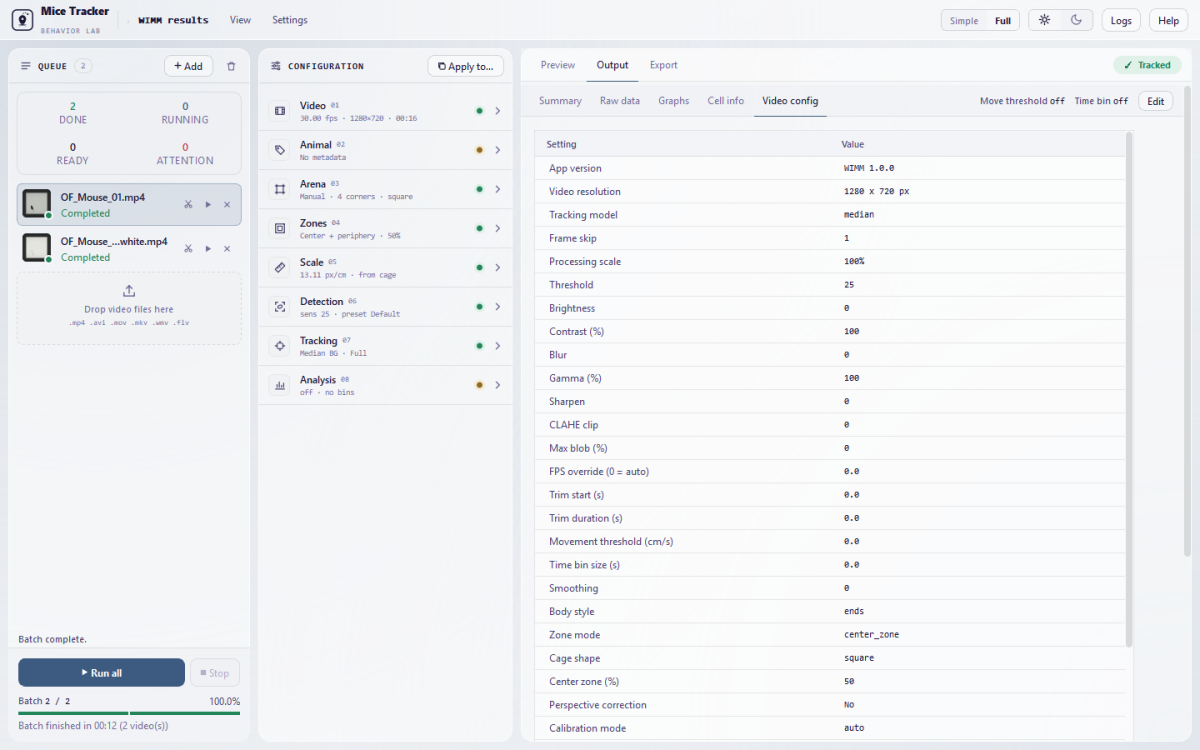 Mice Tracker
BEHAVIOR LAB
WIMM results
View
Settings
Simple
Full
Logs
Help
QUEUE 2
+ Add
2
DONE
0
RUNNING
0
READY
0
ATTENTION
OF_Mouse_01.mp4
Completed
OF_Mouse_...white.mp4
Completed
Drop video files here
.mp4 .avi .mov .mkv .wmv .flv
Batch complete.
Run all
Stop
Batch 2 / 2
100.0%
Batch finished in 00:12 (2 video(s))
CONFIGURATION
Apply to...
Video 01
30.00 fps · 1280×720 · 00:16
Animal 02
No metadata
Arena 03
Manual · 4 corners · square
Zones 04
Center + periphery · 50%
Scale 05
13.11 px/cm · from cage
Detection 06
sens 25 · preset Default
Tracking 07
Median BG · Full
Analysis 08
off · no bins
Preview
Output
Export
✓ Tracked
Summary
Raw data
Graphs
Cell info
Video config
Move threshold off
Time bin off
Edit
Setting Value
App version WIMM 1.0.0
Video resolution 1280 x 720 px
Tracking model median
Frame skip 1
Processing scale 100%
Threshold 25
Brightness 0
Contrast (%) 100
Blur 0
Gamma (%) 100
Sharpen 0
CLAHE clip 0
Max blob (%) 0
FPS override (0 = auto) 0.0
Trim start (s) 0.0
Trim duration (s) 0.0
Movement threshold (cm/s) 0.0
Time bin size (s) 0.0
Smoothing 0
Body style ends
Zone mode center_zone
Cage shape square
Center zone (%) 50
Perspective correction No
Calibration mode auto